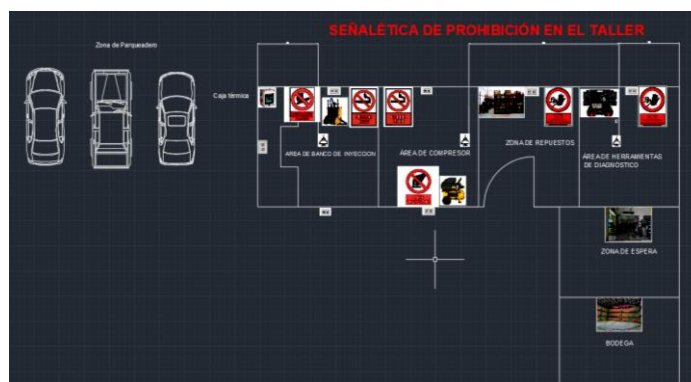 SEÑALÉTICA DE PROHIBICIÓN EN EL TALLER
Zona de Parqueadero
Caja térmica
AREA DE BANCO DE INYECCION
ÁREA DE COMPRESOR
ZONA DE REPUESTOS
ÁREA DE HERRAMIENTAS
DE DIAGNOSTICO
ZONA DE ESPERA
BODEGA